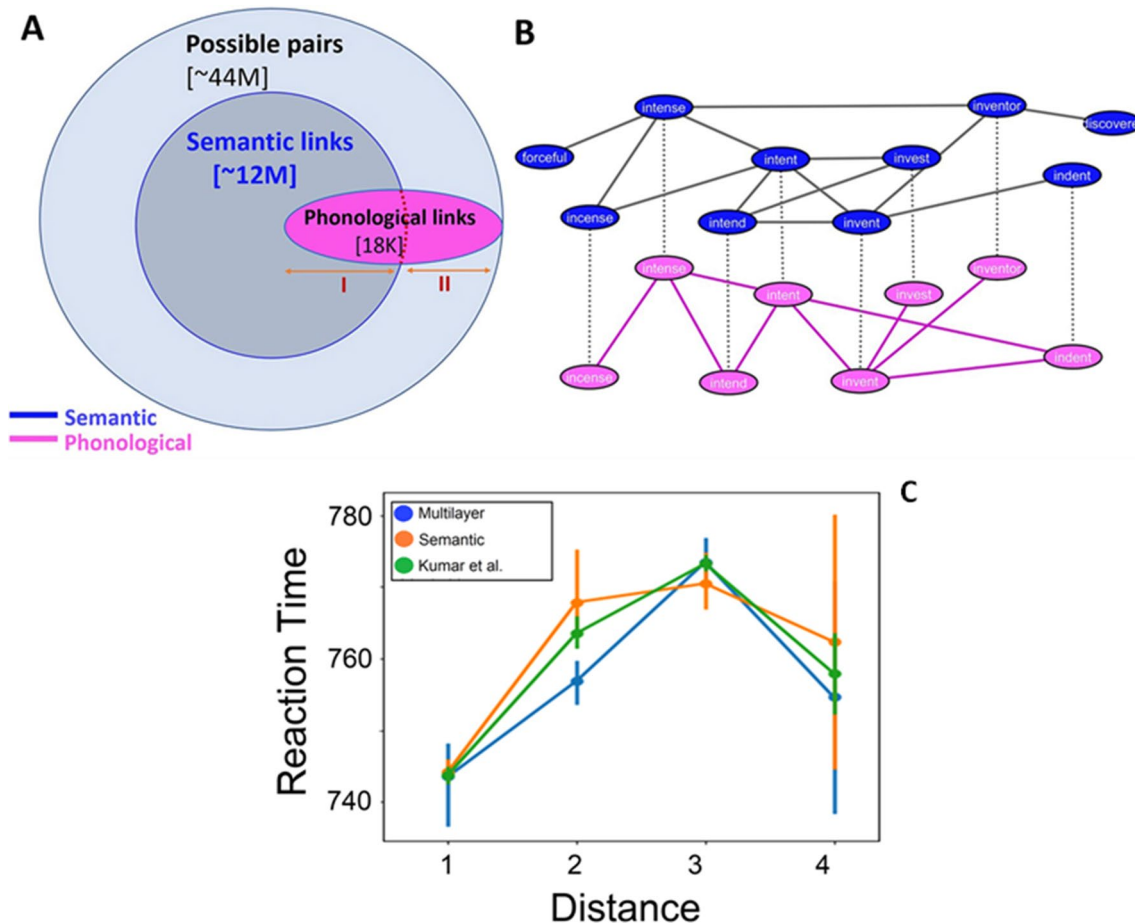 A
Possible pairs
[~44M]
Semantic links
[~12M]
Phonological links
[18K]
I
II
Semantic
Phonological
B
intense
inventor
discovere
forceful
intent
invest
indent
incense
intend
invent
intense
inventor
intent
invest
indent
incense
intend
invent
C
Multilayer
Semantic
Kumar et al.
Reaction Time
780
760
740
1 2 3 4
Distance